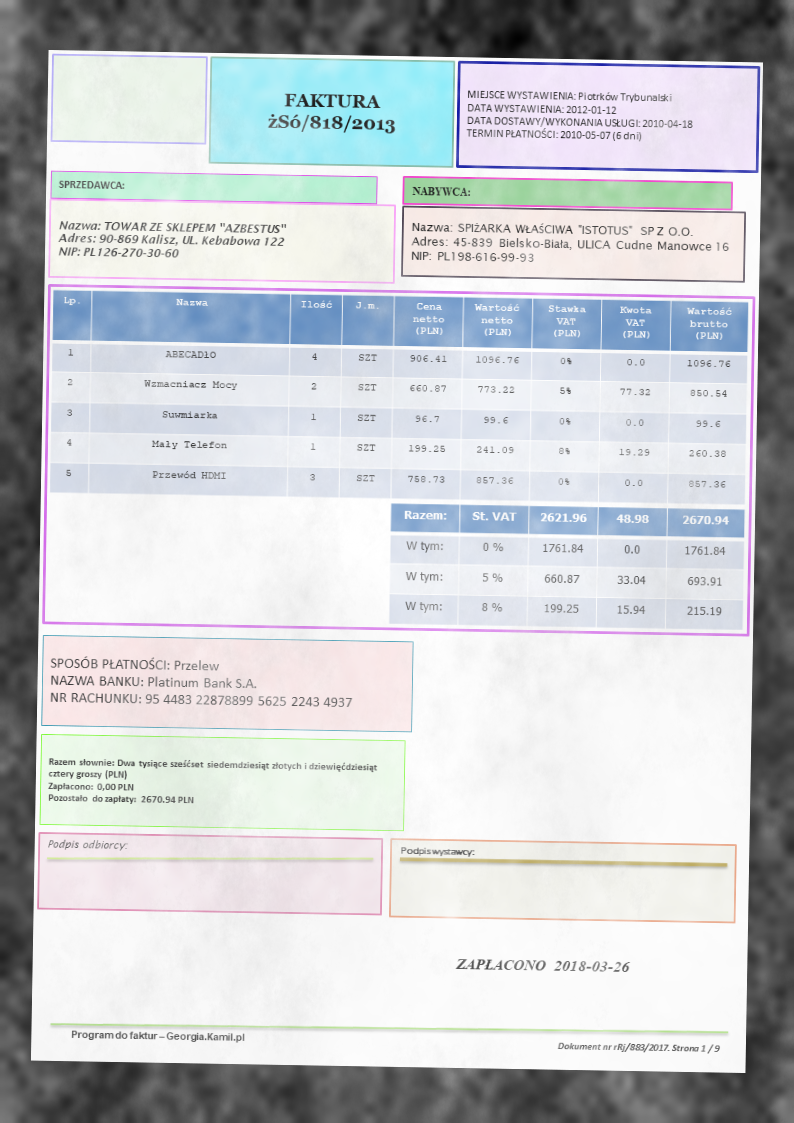 FAKTURA
żSó/818/2013
MIEJSCE WYSTAWIENIA: Piotrków Trybunalski
DATA WYSTAWIENIA: 2012-01-12
DATA DOSTAWY/WYKONANIA USŁUGI: 2010-04-18
TERMIN PŁATNOŚCI: 2010-05-07 (6 dni)
SPRZEDAWCA:
Nazwa: TOWAR ZE SKLEPEM "AZBESTUS"
Adres: 90-869 Kalisz, UL. Kebabowa 122
NIP: PL126-270-30-60
NABYWCA:
Nazwa: SPIŻARKA WŁAŚCIWA "ISTOTUS" SP Z O.O.
Adres: 45-839 Bielsko-Biała, ULICA Cudne Manowce 16
NIP: PL198-616-99-93
Lp. Nazwa Ilość J.m. Cena netto (PLN) Wartość netto (PLN) Stawka VAT (PLN) Kwota VAT (PLN) Wartość brutto (PLN)
1 ABECADŁO 4 SZT 906.41 1096.76 0% 0.0 1096.76
2 Wzmacniacz Mocy 2 SZT 660.87 773.22 5% 77.32 850.54
3 Suwmiarka 1 SZT 96.7 99.6 0% 0.0 99.6
4 Mały Telefon 1 SZT 199.25 241.09 8% 19.29 260.38
5 Przewód HDMI 3 SZT 758.73 857.36 0% 0.0 857.36
Razem: St. VAT 2621.96 48.98 2670.94
W tym: 0 % 1761.84 0.0 1761.84
W tym: 5 % 660.87 33.04 693.91
W tym: 8 % 199.25 15.94 215.19
SPOSÓB PŁATNOŚCI: Przelew
NAZWA BANKU: Platinum Bank S.A.
NR RACHUNKU: 95 4483 22878899 5625 2243 4937
Razem słownie: Dwa tysiące sześćset siedemdziesiąt złotych i dziewięćdziesiąt
cztery groszy (PLN)
Zapłacono: 0,00 PLN
Pozostało do zapłaty: 2670.94 PLN
Podpis odbiorcy:
Podpis wystawcy:
ZAPŁACONO 2018-03-26
Program do faktur – Georgia.Kamil.pl
Dokument nr rRj/883/2017. Strona 1 / 9